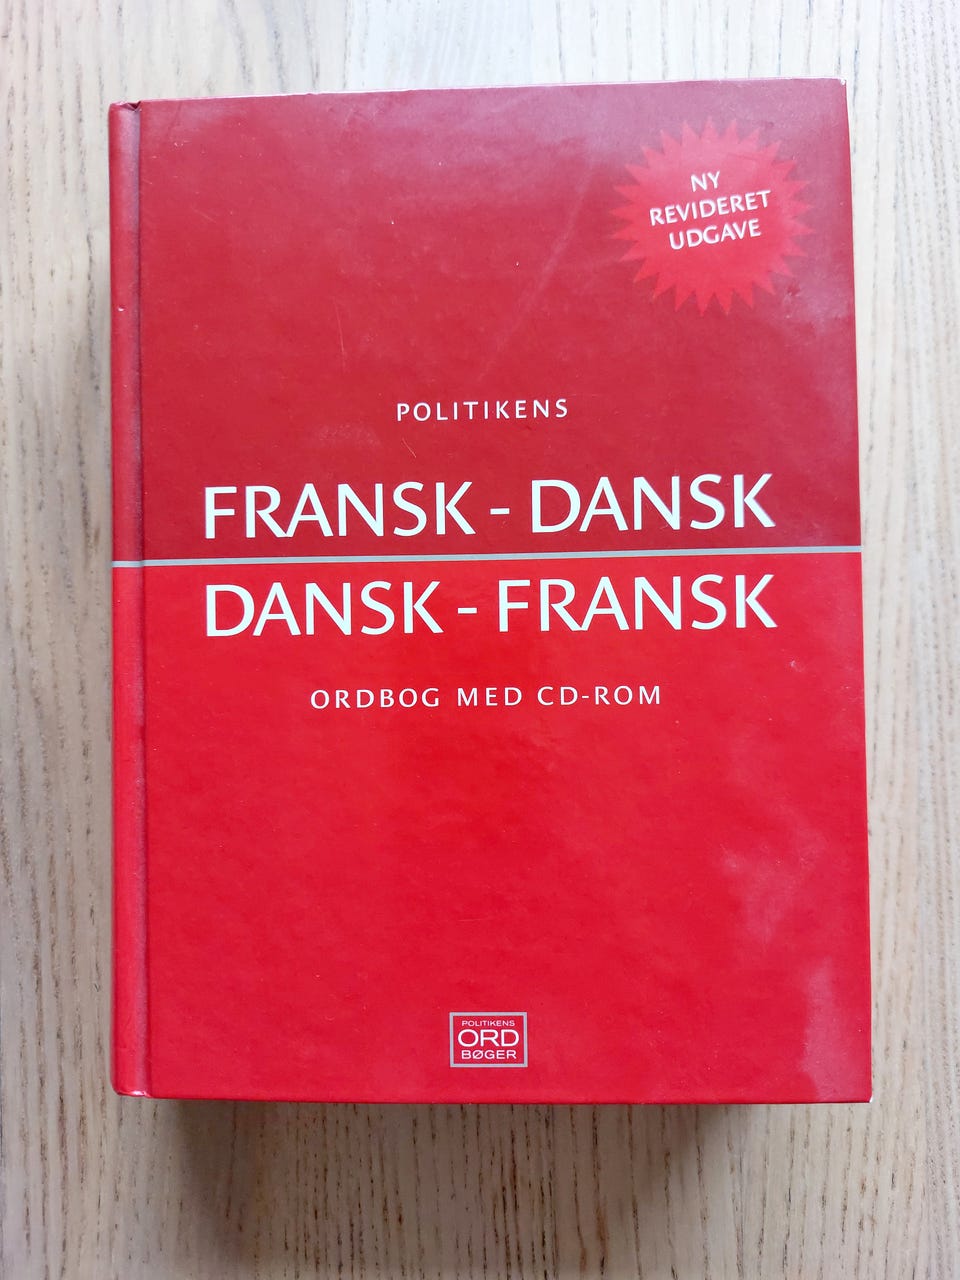 NY
REVIDERET
UDGAVE
POLITIKENS
FRANSK - DANSK
DANSK - FRANSK
ORDBOG MED CD-ROM
POLITIKENS
ORD
BØGER